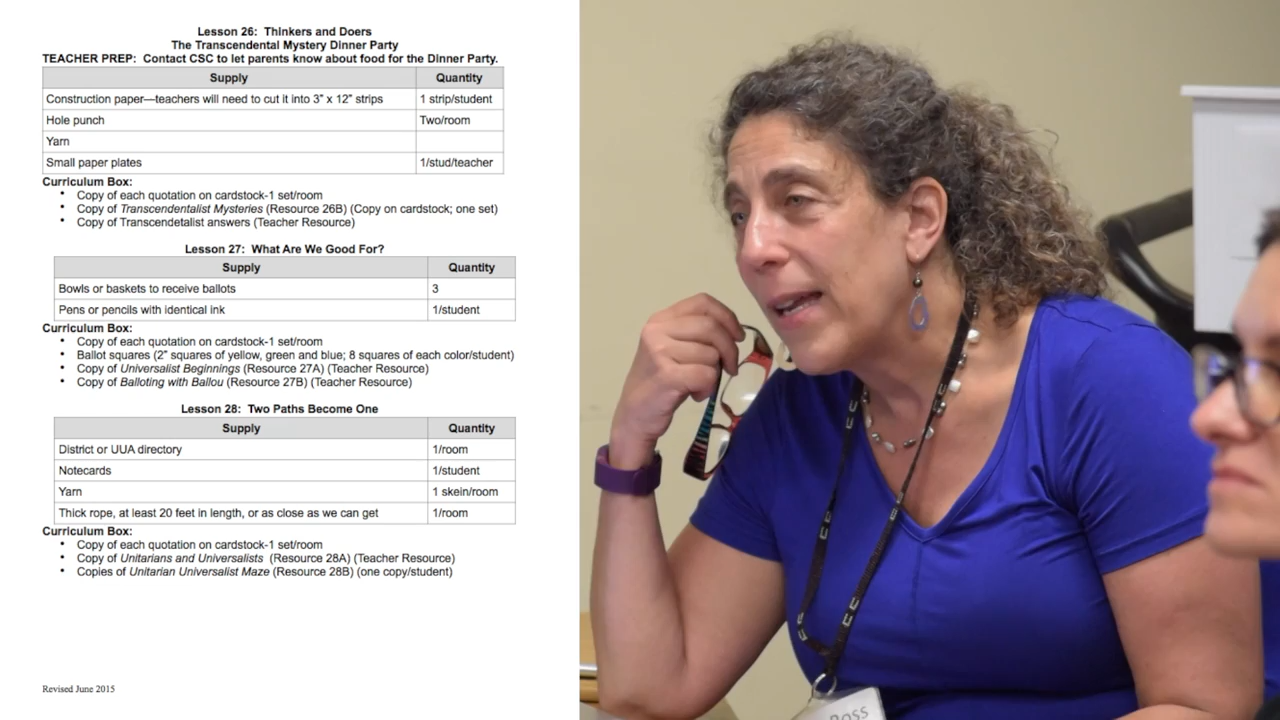 Lesson 26: Thinkers and Doers
The Transcendental Mystery Dinner Party
TEACHER PREP: Contact CSC to let parents know about food for the Dinner Party.
Supply Quantity
Construction paper—teachers will need to cut it into 3” x 12” strips 1 strip/student
Hole punch Two/room
Yarn
Small paper plates 1/stud/teacher
Curriculum Box:
• Copy of each quotation on cardstock-1 set/room
• Copy of Transcendentalist Mysteries (Resource 26B) (Copy on cardstock; one set)
• Copy of Transcendetalist answers (Teacher Resource)
Lesson 27: What Are We Good For?
Supply Quantity
Bowls or baskets to receive ballots 3
Pens or pencils with identical ink 1/student
Curriculum Box:
• Copy of each quotation on cardstock-1 set/room
• Ballot squares (2” squares of yellow, green and blue; 8 squares of each color/student)
• Copy of Universalist Beginnings (Resource 27A) (Teacher Resource)
• Copy of Balloting with Ballou (Resource 27B) (Teacher Resource)
Lesson 28: Two Paths Become One
Supply Quantity
District or UUA directory 1/room
Notecards 1/student
Yarn 1 skein/room
Thick rope, at least 20 feet in length, or as close as we can get 1/room
Curriculum Box:
• Copy of each quotation on cardstock-1 set/room
• Copy of Unitarians and Universalists (Resource 28A) (Teacher Resource)
• Copies of Unitarian Universalist Maze (Resource 28B) (one copy/student)
Revised June 2015
Ross